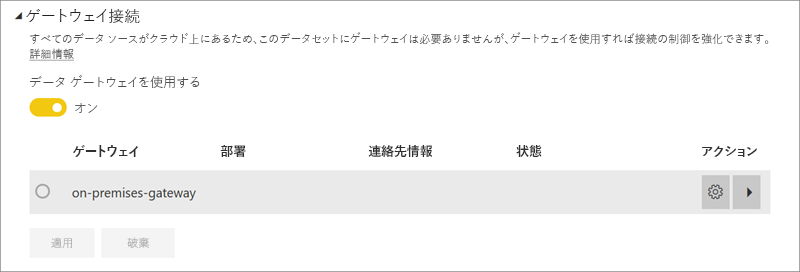 ゲートウェイ接続
すべてのデータ ソースがクラウド上にあるため、このデータセットにゲートウェイは必要ありませんが、ゲートウェイを使用すれば接続の制御を強化できます。
詳細情報
データ ゲートウェイを使用する
オン
ゲートウェイ 部署 連絡先情報 状態 アクション
on-premises-gateway
適用 破棄